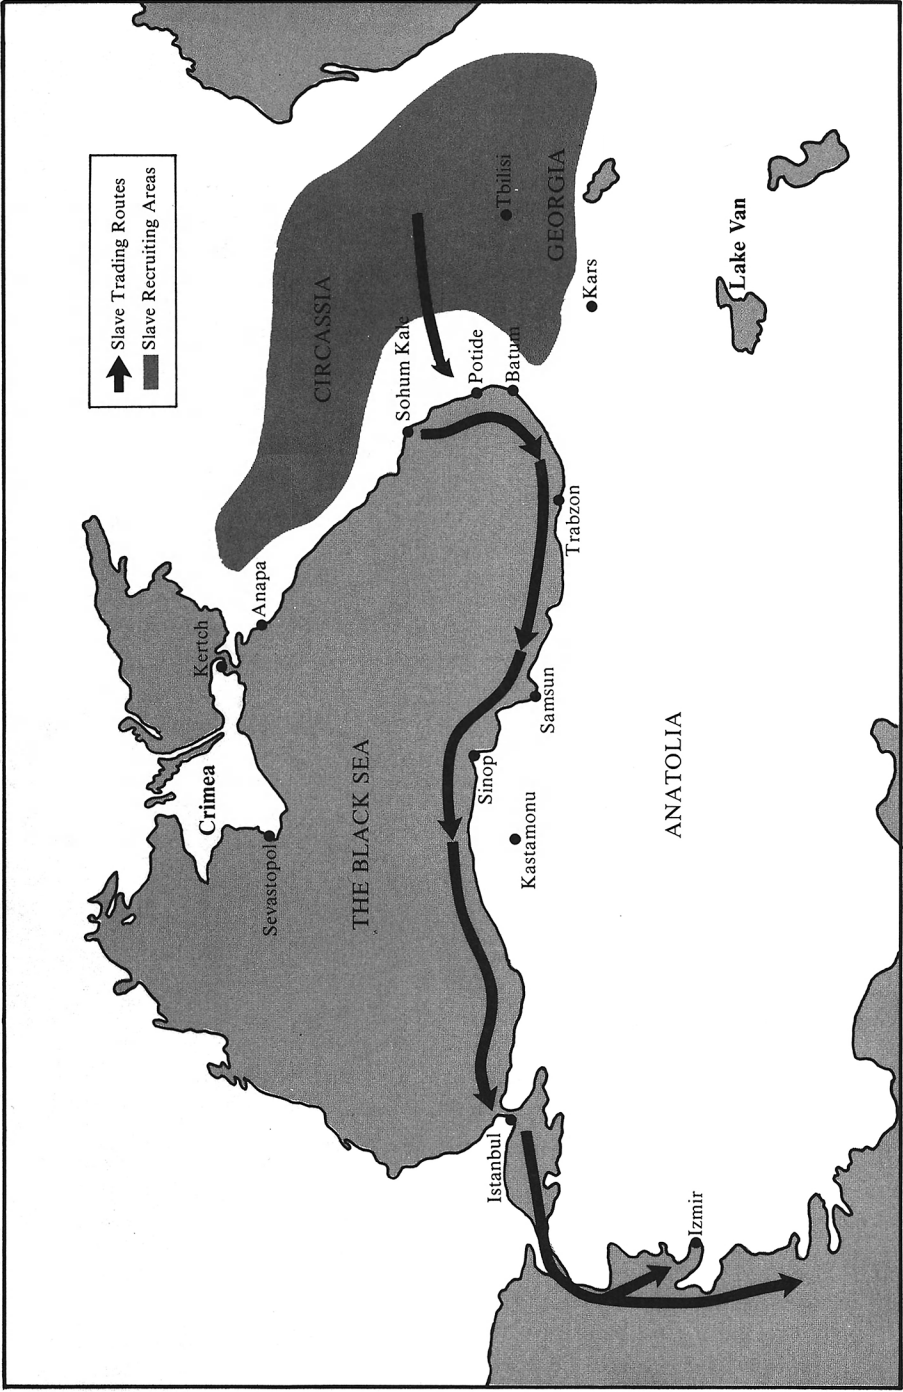 Slave Trading Routes
Slave Recruiting Areas
Kertch
Crimea
Anapa
Sevastopol
CIRCASSIA
THE BLACK SEA
Sohum Kale
Potide
Batum
Tbilisi
GEORGIA
Kars
Trabzon
Samsun
Sinop
Kastamonu
Istanbul
ANATOLIA
Izmir
Lake Van